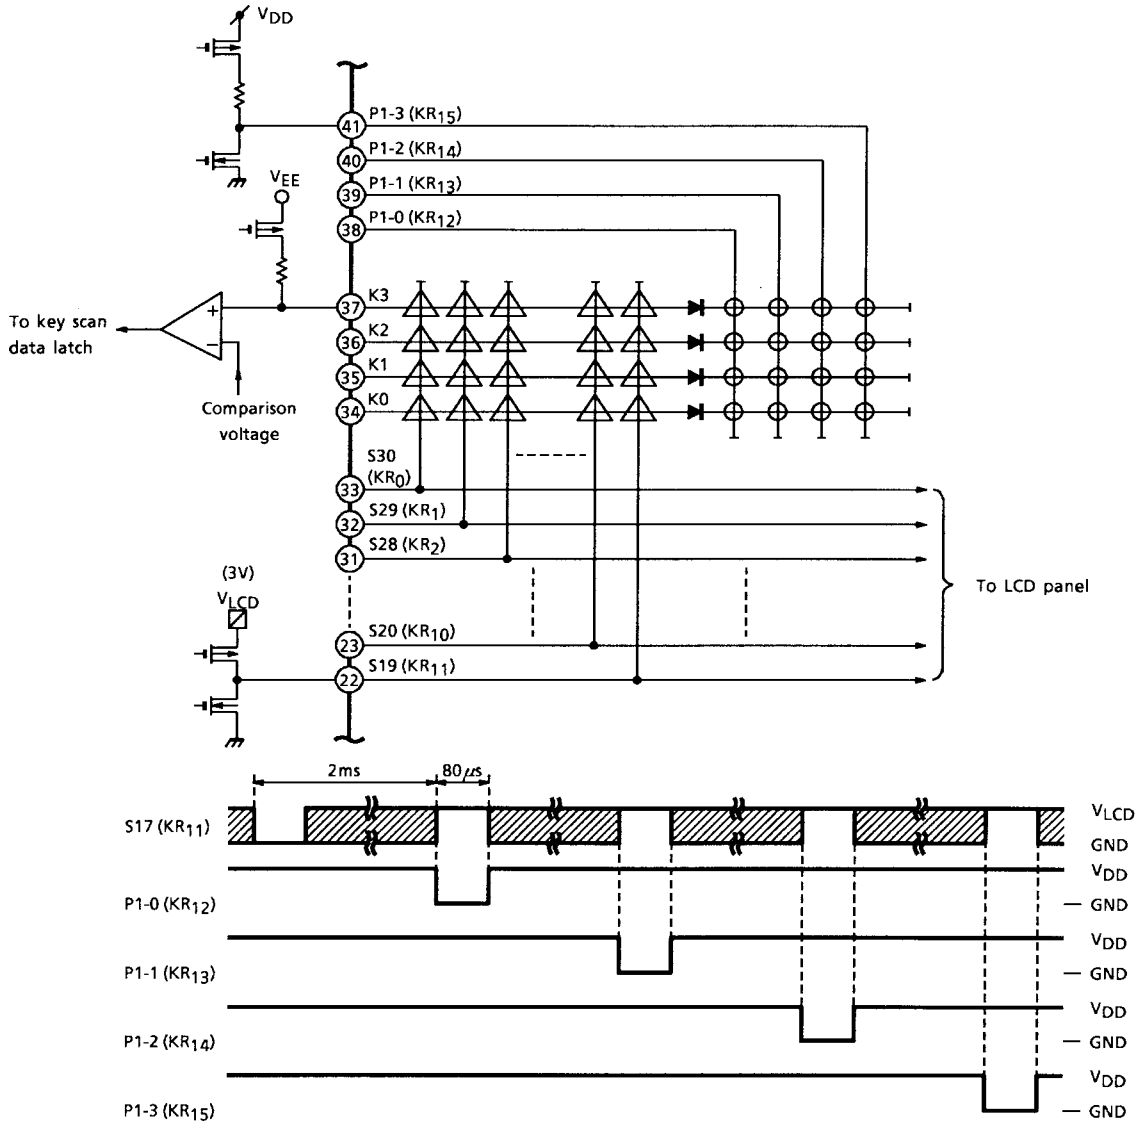 VDD
41 P1-3 (KR15)
40 P1-2 (KR14)
39 P1-1 (KR13)
38 P1-0 (KR12)
VEE
37 K3
36 K2
35 K1
34 K0
+
−
To key scan
data latch
Comparison
voltage
S30
33 (KR0)
32 S29 (KR1)
31 S28 (KR2)
(3V)
VLCD
23 S20 (KR10)
22 S19 (KR11)
To LCD panel
2ms 80µs
S17 (KR11) VLCD
GND
VDD
P1-0 (KR12) GND
VDD
P1-1 (KR13) GND
VDD
P1-2 (KR14) GND
VDD
P1-3 (KR15) GND